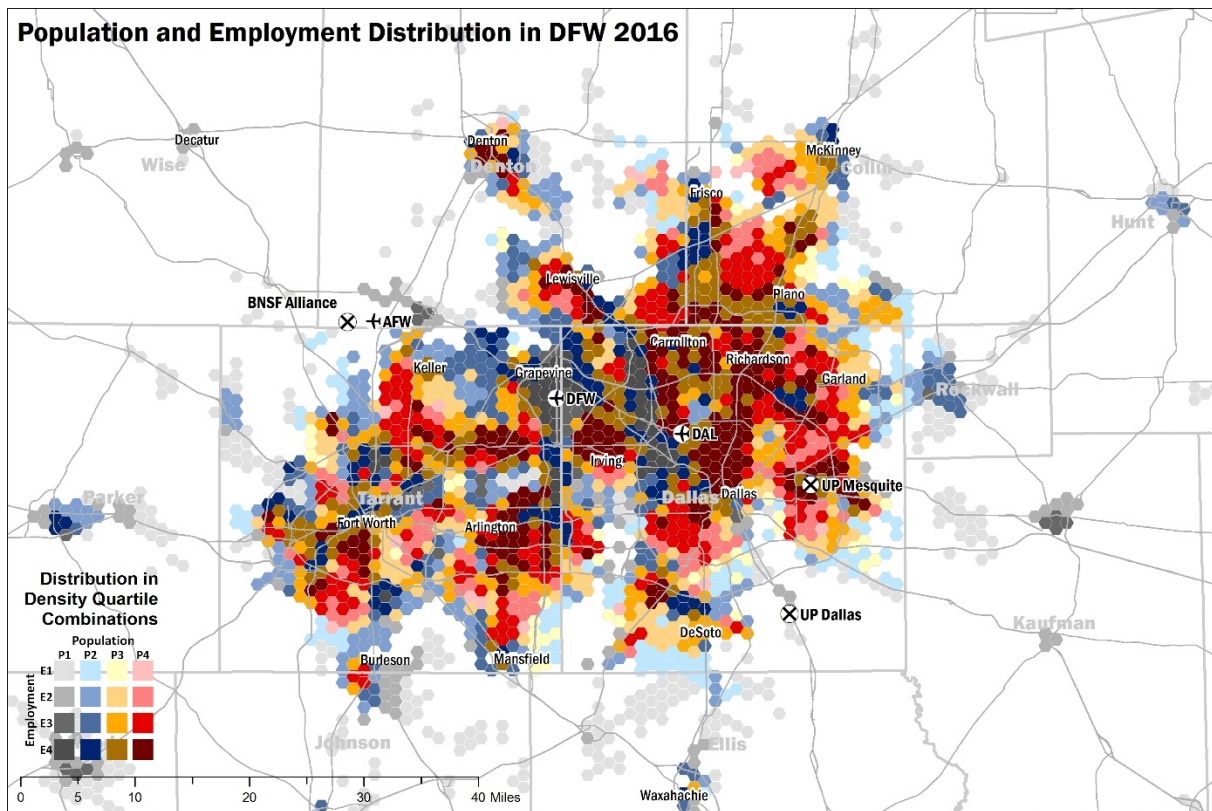 Population and Employment Distribution in DFW 2016
Decatur
Wise
Denton
Denton
McKinney
Collin
Frisco
Hunt
Lewisville
BNSF Alliance
AFW
Plano
Carrollton
Richardson
Keller
Grapevine
Garland
DFW
Rockwall
DAL
Irving
UP Mesquite
Parker
Tarrant
Dallas
Dallas
Fort Worth
Arlington
Distribution in
Density Quartile
Combinations
Population
P1 P2 P3 P4
Employment
E1
E2
E3
E4
UP Dallas
Kaufman
DeSoto
Burleson
Mansfield
Johnson
Ellis
Waxahachie
0 10 20 30 40 Miles